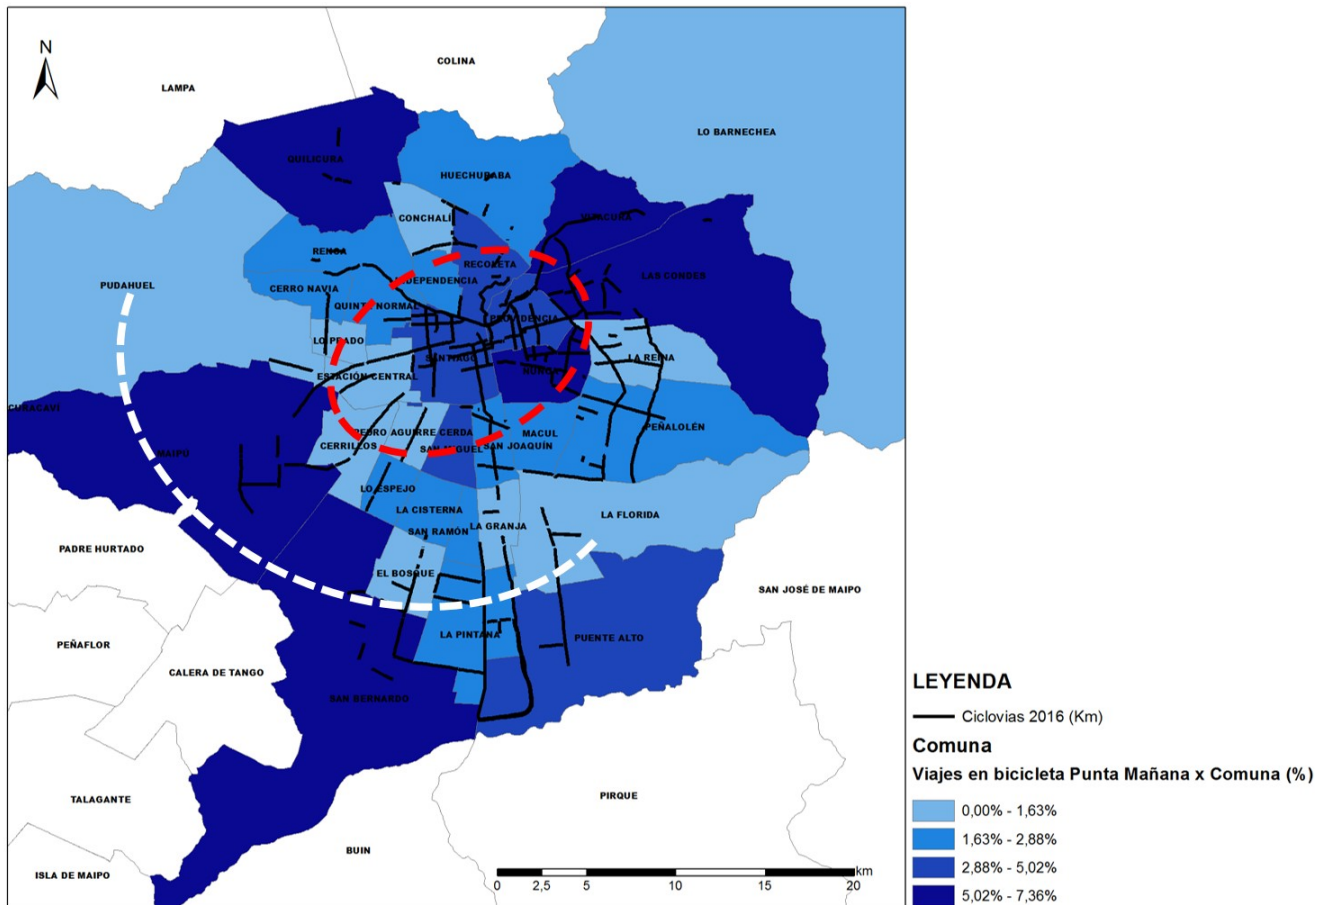 N
COLINA
LAMPA
LO BARNECHEA
QUILICURA
HUECHURABA
CONCHALÍ
VITACURA
RENCA
RECOLETA
LAS CONDES
INDEPENDENCIA
PUDAHUEL
CERRO NAVIA
QUINTA NORMAL
PROVIDENCIA
LO PRADO
SANTIAGO
LA REINA
ÑUÑOA
ESTACIÓN CENTRAL
CURACAVÍ
PEÑALOLÉN
PEDRO AGUIRRE CERDA
MACUL
CERRILLOS
SAN MIGUEL
SAN JOAQUÍN
MAIPÚ
LO ESPEJO
LA CISTERNA
LA FLORIDA
LA GRANJA
SAN RAMÓN
PADRE HURTADO
EL BOSQUE
SAN JOSÉ DE MAIPO
LA PINTANA
PUENTE ALTO
PEÑAFLOR
CALERA DE TANGO
SAN BERNARDO
TALAGANTE
PIRQUE
BUIN
ISLA DE MAIPO
km
0 2,5 5 10 15 20
LEYENDA
Ciclovias 2016 (Km)
Comuna
Viajes en bicicleta Punta Mañana x Comuna (%)
0,00% - 1,63%
1,63% - 2,88%
2,88% - 5,02%
5,02% - 7,36%